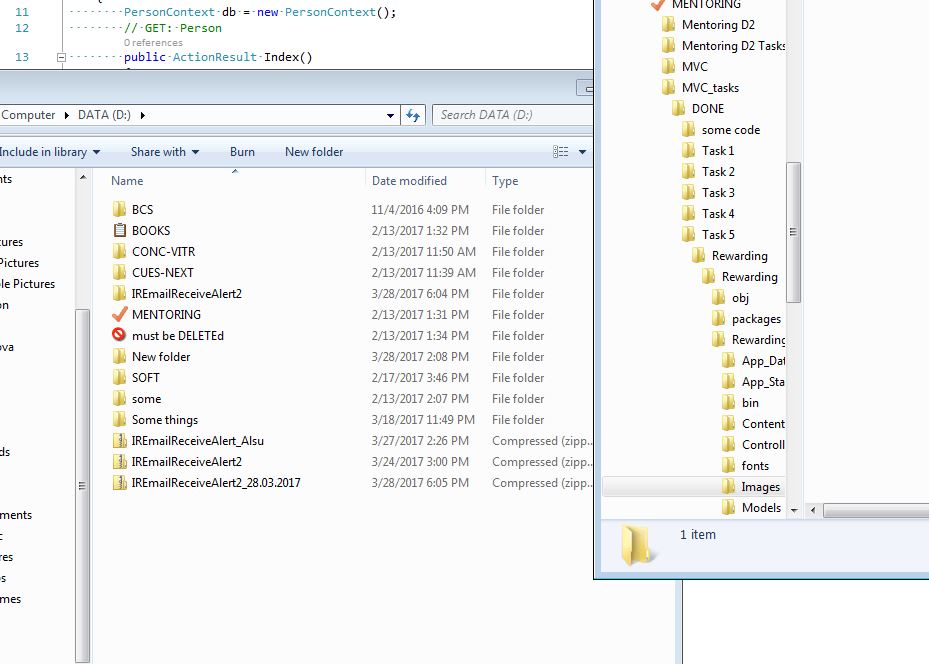 11 PersonContext db = new PersonContext();
12 // GET: Person
0 references
13 public ActionResult Index()
Computer DATA (D:)
Search DATA (D:)
Include in library Share with Burn New folder
Name Date modified Type
BCS 11/4/2016 4:09 PM File folder
BOOKS 2/13/2017 1:32 PM File folder
CONC-VITR 2/13/2017 11:50 AM File folder
CUES-NEXT 2/13/2017 11:39 AM File folder
IREmailReceiveAlert2 3/28/2017 6:04 PM File folder
MENTORING 2/13/2017 1:31 PM File folder
must be DELETEd 2/13/2017 1:34 PM File folder
New folder 3/28/2017 2:08 PM File folder
SOFT 2/17/2017 3:46 PM File folder
some 2/13/2017 2:07 PM File folder
Some things 3/18/2017 11:49 PM File folder
IREmailReceiveAlert_Alsu 3/27/2017 2:26 PM Compressed (zipp...
IREmailReceiveAlert2 3/24/2017 3:00 PM Compressed (zipp...
IREmailReceiveAlert2_28.03.2017 3/28/2017 6:05 PM Compressed (zipp...
nts
ures
Pictures
le Pictures
on
ova
ds
ments
c
res
os
mes
MENTORING
Mentoring D2
Mentoring D2 Tasks
MVC
MVC_tasks
DONE
some code
Task 1
Task 2
Task 3
Task 4
Task 5
Rewarding
Rewarding
obj
packages
Rewarding
App_Dat
App_Sta
bin
Content
Controll
fonts
Images
Models
1 item